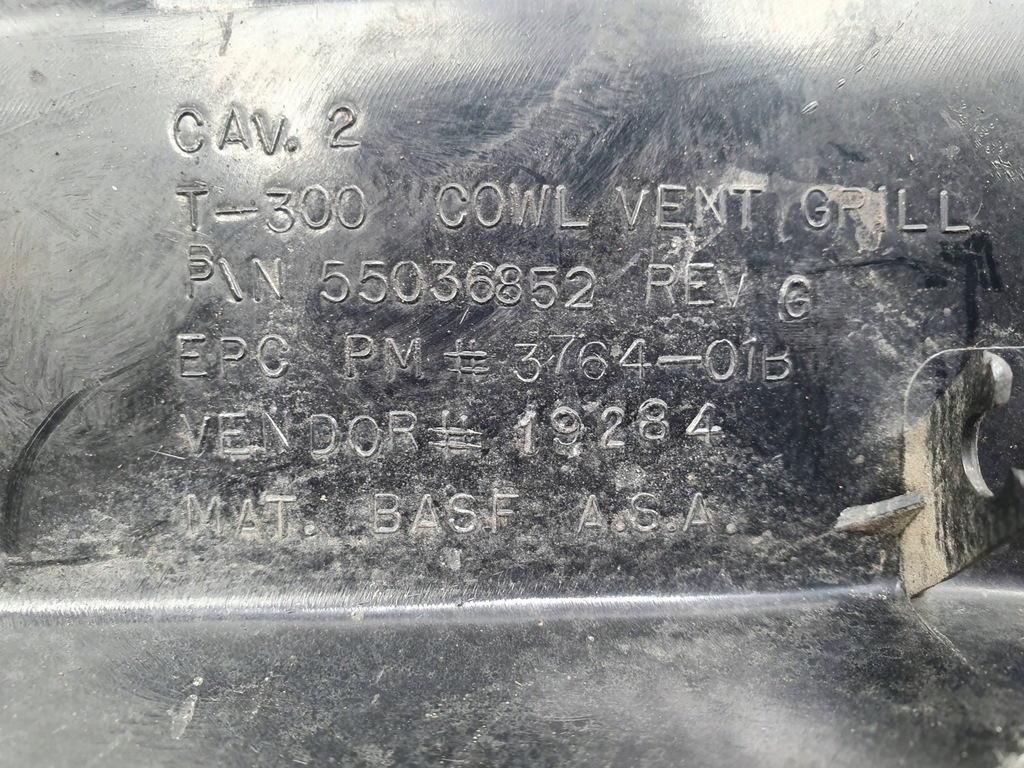 CAV. 2
T-300 COWL VENT GRILL
P\N 55036852 REV G
EPC PM # 3764-01B
VENDOR # 19284
MAT. BASF A.S.A.